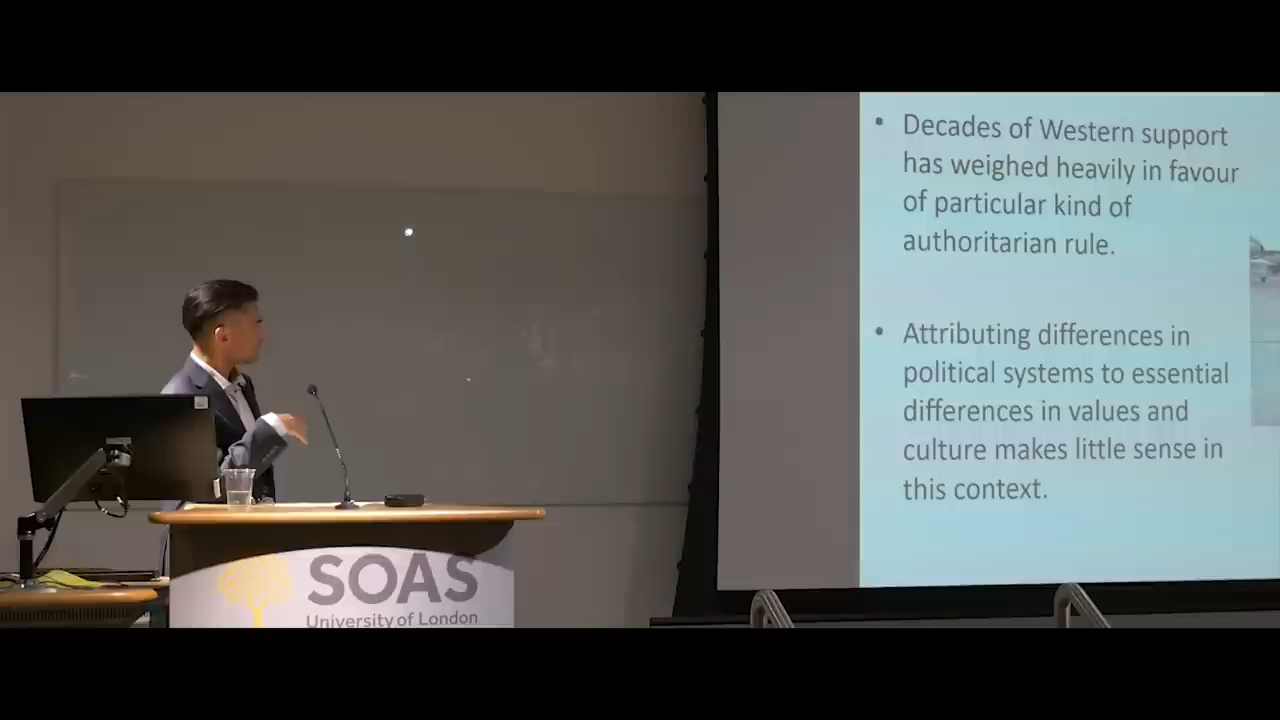 Decades of Western support
has weighed heavily in favour
of particular kind of
authoritarian rule.
Attributing differences in
political systems to essential
differences in values and
culture makes little sense in
this context.
SOAS
University of London